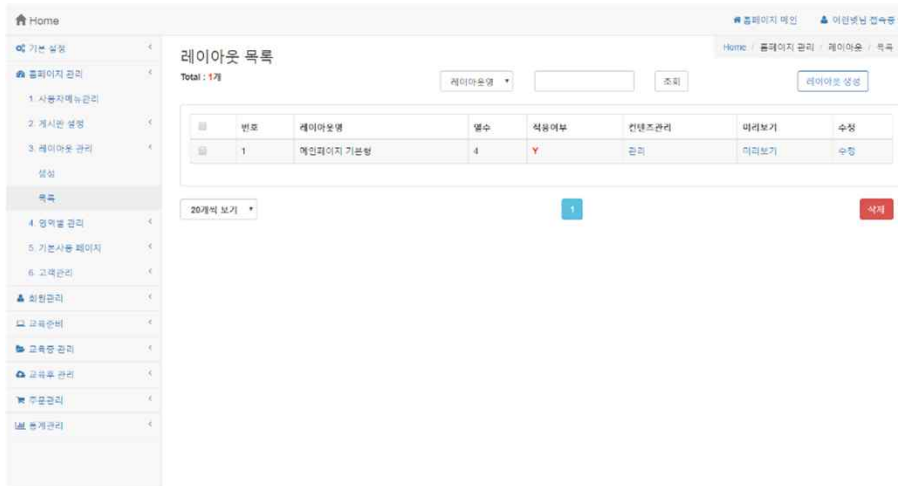 Home
홈페이지 메인
이런넷님 접속중
기본 설정
홈페이지 관리
1. 사용자메뉴관리
2. 게시판 설정
3. 레이아웃 관리
생성
목록
4. 영역별 관리
5. 기본사용 페이지
6. 고객관리
회원관리
교육준비
교육중 관리
교육후 관리
주문관리
통계관리
레이아웃 목록
Home / 홈페이지 관리 / 레이아웃 / 목록
Total : 1개
레이아웃명
조회
레이아웃 생성
번호 레이아웃명 열수 적용여부 컨텐츠관리 미리보기 수정
1 메인페이지 기본형 4 Y 관리 미리보기 수정
20개씩 보기
1
삭제